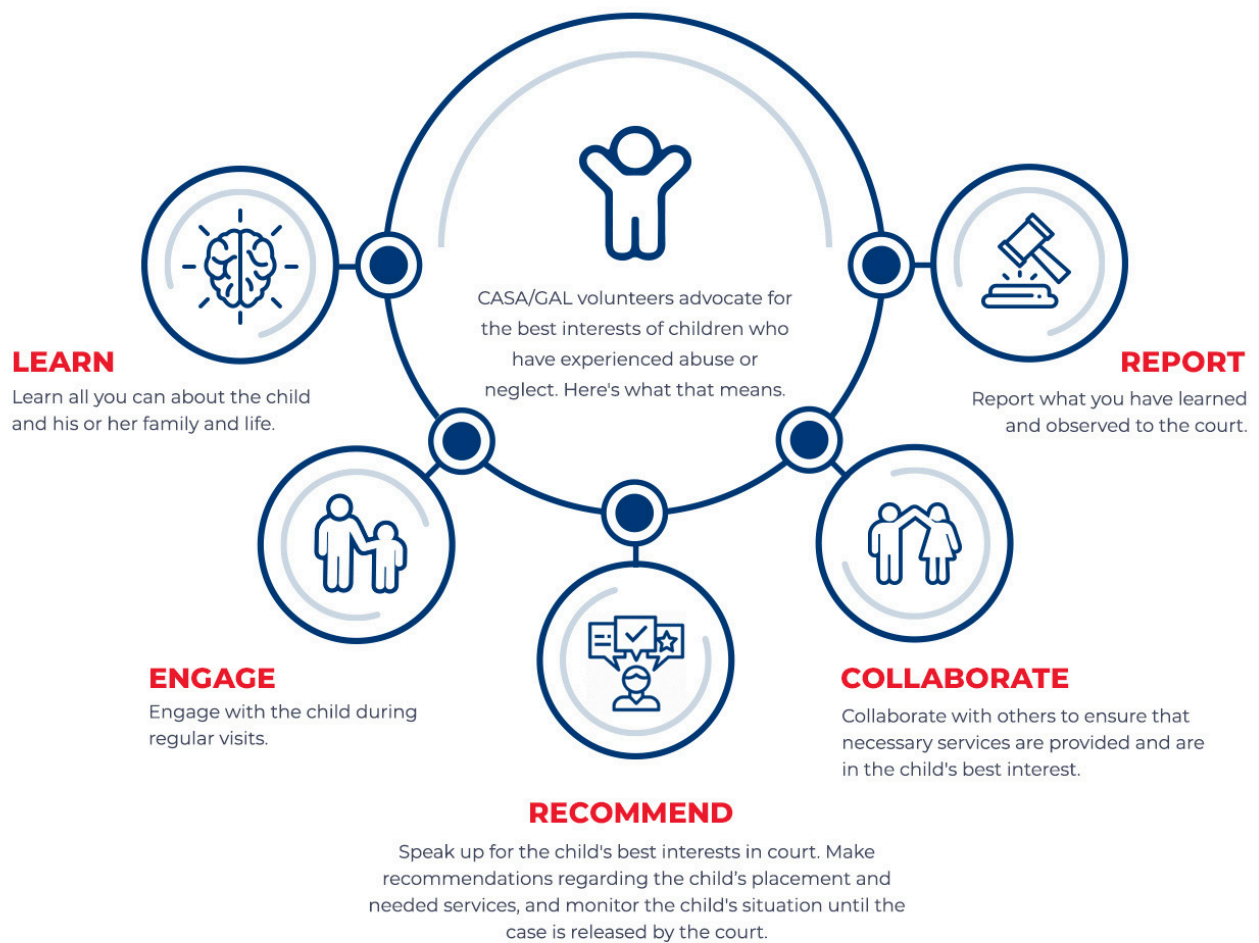 CASA/GAL volunteers advocate for
the best interests of children who
have experienced abuse or
neglect. Here's what that means.
LEARN
Learn all you can about the child
and his or her family and life.
ENGAGE
Engage with the child during
regular visits.
RECOMMEND
Speak up for the child's best interests in court. Make
recommendations regarding the child’s placement and
needed services, and monitor the child's situation until the
case is released by the court.
COLLABORATE
Collaborate with others to ensure that
necessary services are provided and are
in the child's best interest.
REPORT
Report what you have learned
and observed to the court.